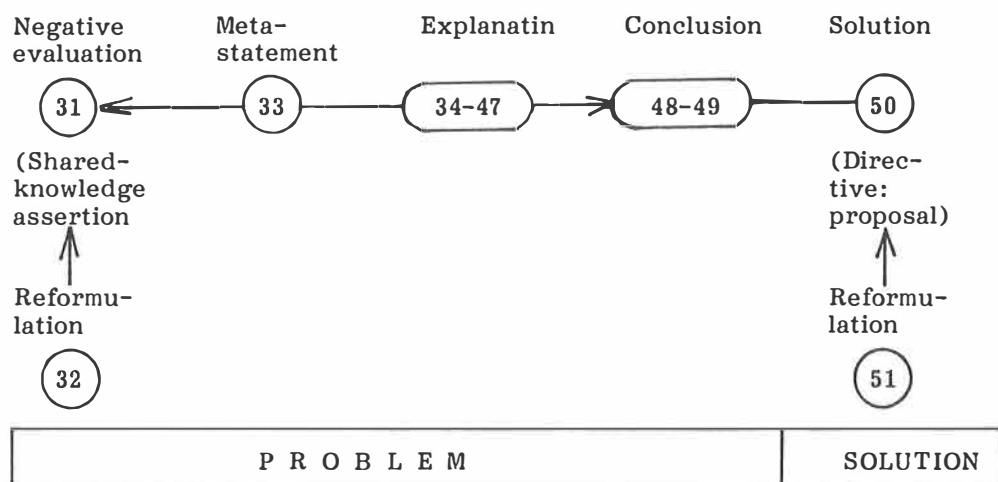 Negative
evaluation
Meta-
statement
Explanatin
Conclusion
Solution
31
33
34-47
48-49
50
(Shared-
knowledge
assertion
(Direc-
tive:
proposal)
Reformu-
lation
Reformu-
lation
32
51
P R O B L E M
SOLUTION